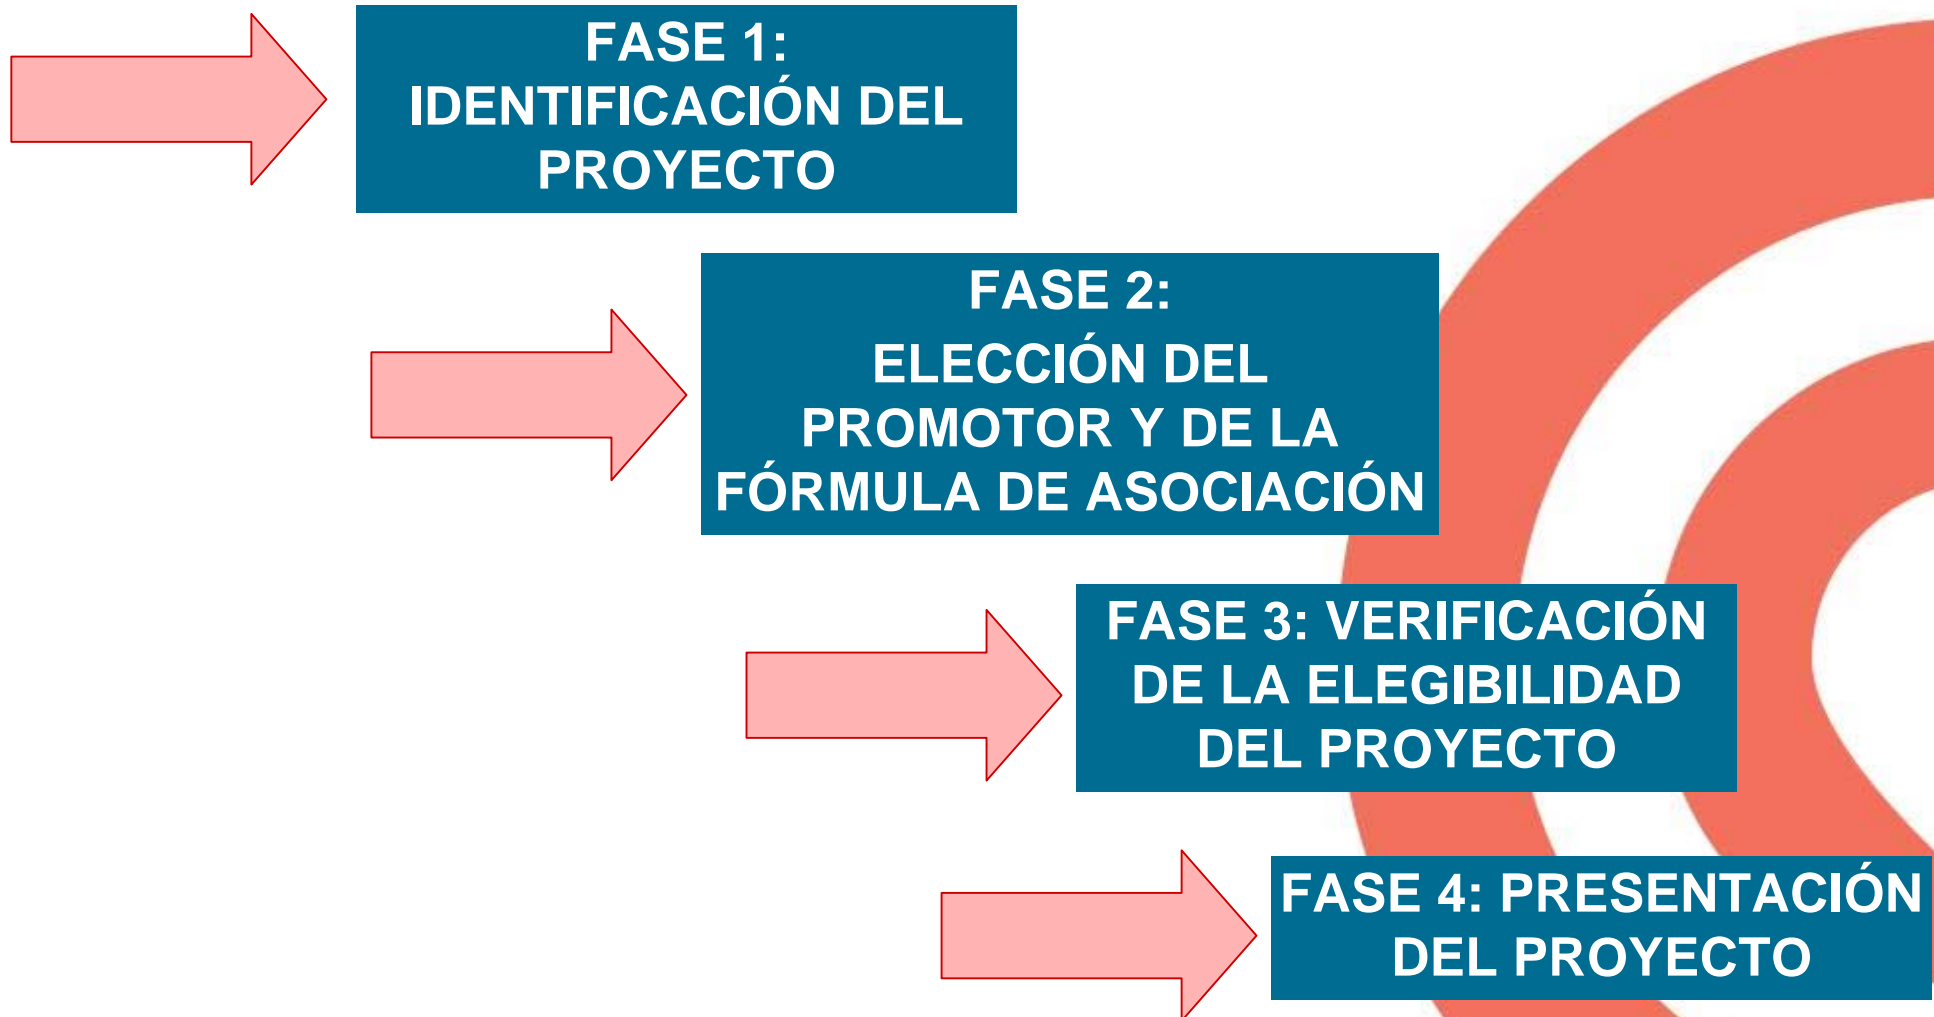 FASE 1:
IDENTIFICACIÓN DEL
PROYECTO
FASE 2:
ELECCIÓN DEL
PROMOTOR Y DE LA
FÓRMULA DE ASOCIACIÓN
FASE 3: VERIFICACIÓN
DE LA ELEGIBILIDAD
DEL PROYECTO
FASE 4: PRESENTACIÓN
DEL PROYECTO